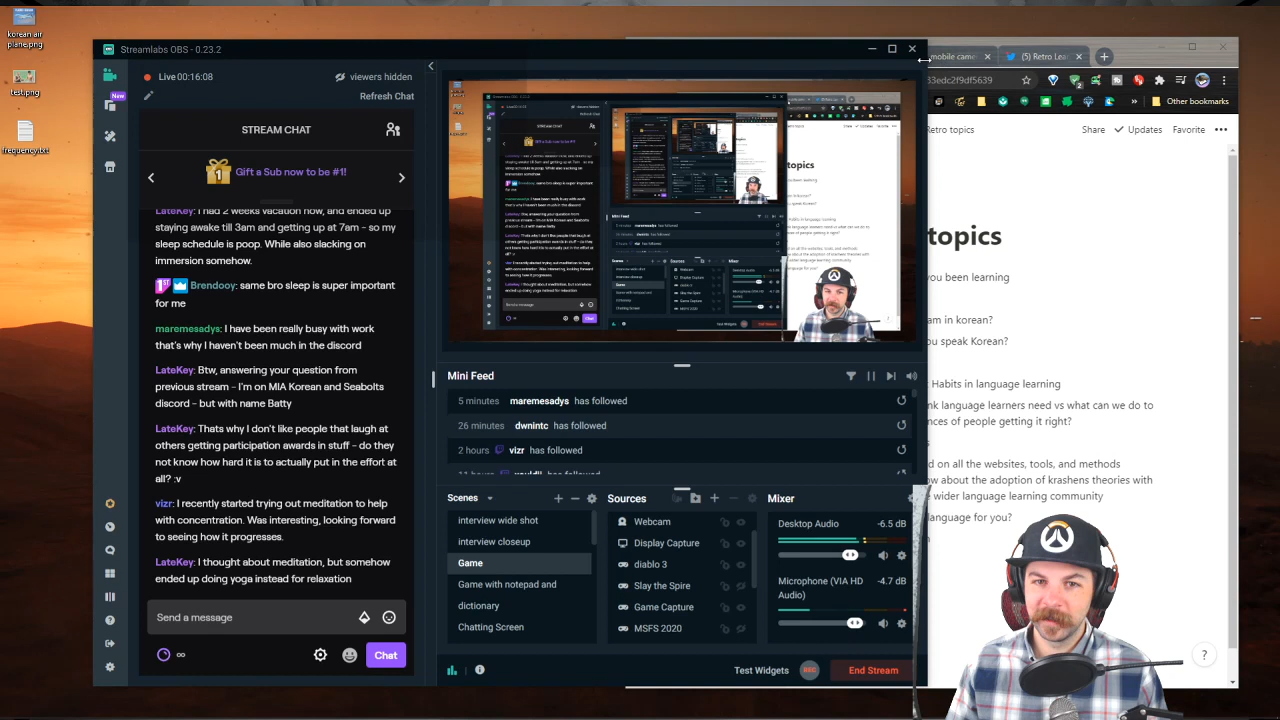 korean air
plane.png
test.png
frequency.txt
Streamlabs OBS - 0.23.2
Live 00:16:08
viewers hidden
New
Refresh Chat
STREAM CHAT
1
Gift a Sub now to be #1!
LateKey: I had 2 weeks vacation now, and ended up
staying awake till 3am and getting up at 7am - so my
sleep schedule is poop. While also slacking on
immersion somehow.
Brendooy: same bro sleep is super important
for me
maremesadys: I have been really busy with work
that's why I haven't been much in the discord
LateKey: Btw, answering your question from
previous stream - I'm on MIA Korean and Seabolts
discord - but with name Batty
LateKey: Thats why I don't like people that laugh at
others getting participation awards in stuff - do they
not know how hard it is to actually put in the effort at
all? :v
vizr: I recently started trying out meditation to help
with concentration. Was interesting, looking forward
to seeing how it progresses.
LateKey: I thought about meditation, but somehow
ended up doing yoga instead for relaxation
Send a message
∞
Chat
Mini Feed
5 minutes maremesadys has followed
26 minutes dwnintc has followed
2 hours vizr has followed
Scenes
interview wide shot
interview closeup
Game
Game with notepad and
dictionary
Chatting Screen
Sources
Webcam
Display Capture
diablo 3
Slay the Spire
Game Capture
MSFS 2020
Mixer
Desktop Audio -6.5 dB
Microphone (VIA HD
Audio) -4.7 dB
Test Widgets
REC
End Stream
mobile camer
(5) Retro Lea
33edc2f9df5639
Other bookmarks
Retro topics
Share
Updates
Favorite
topics
you been learning
am in korean?
you speak Korean?
Habits in language learning
nk language learners need vs what can we do to
nces of people getting it right?
d on all the websites, tools, and methods
ow about the adoption of krashens theories with
wider language learning community
language for you?
?